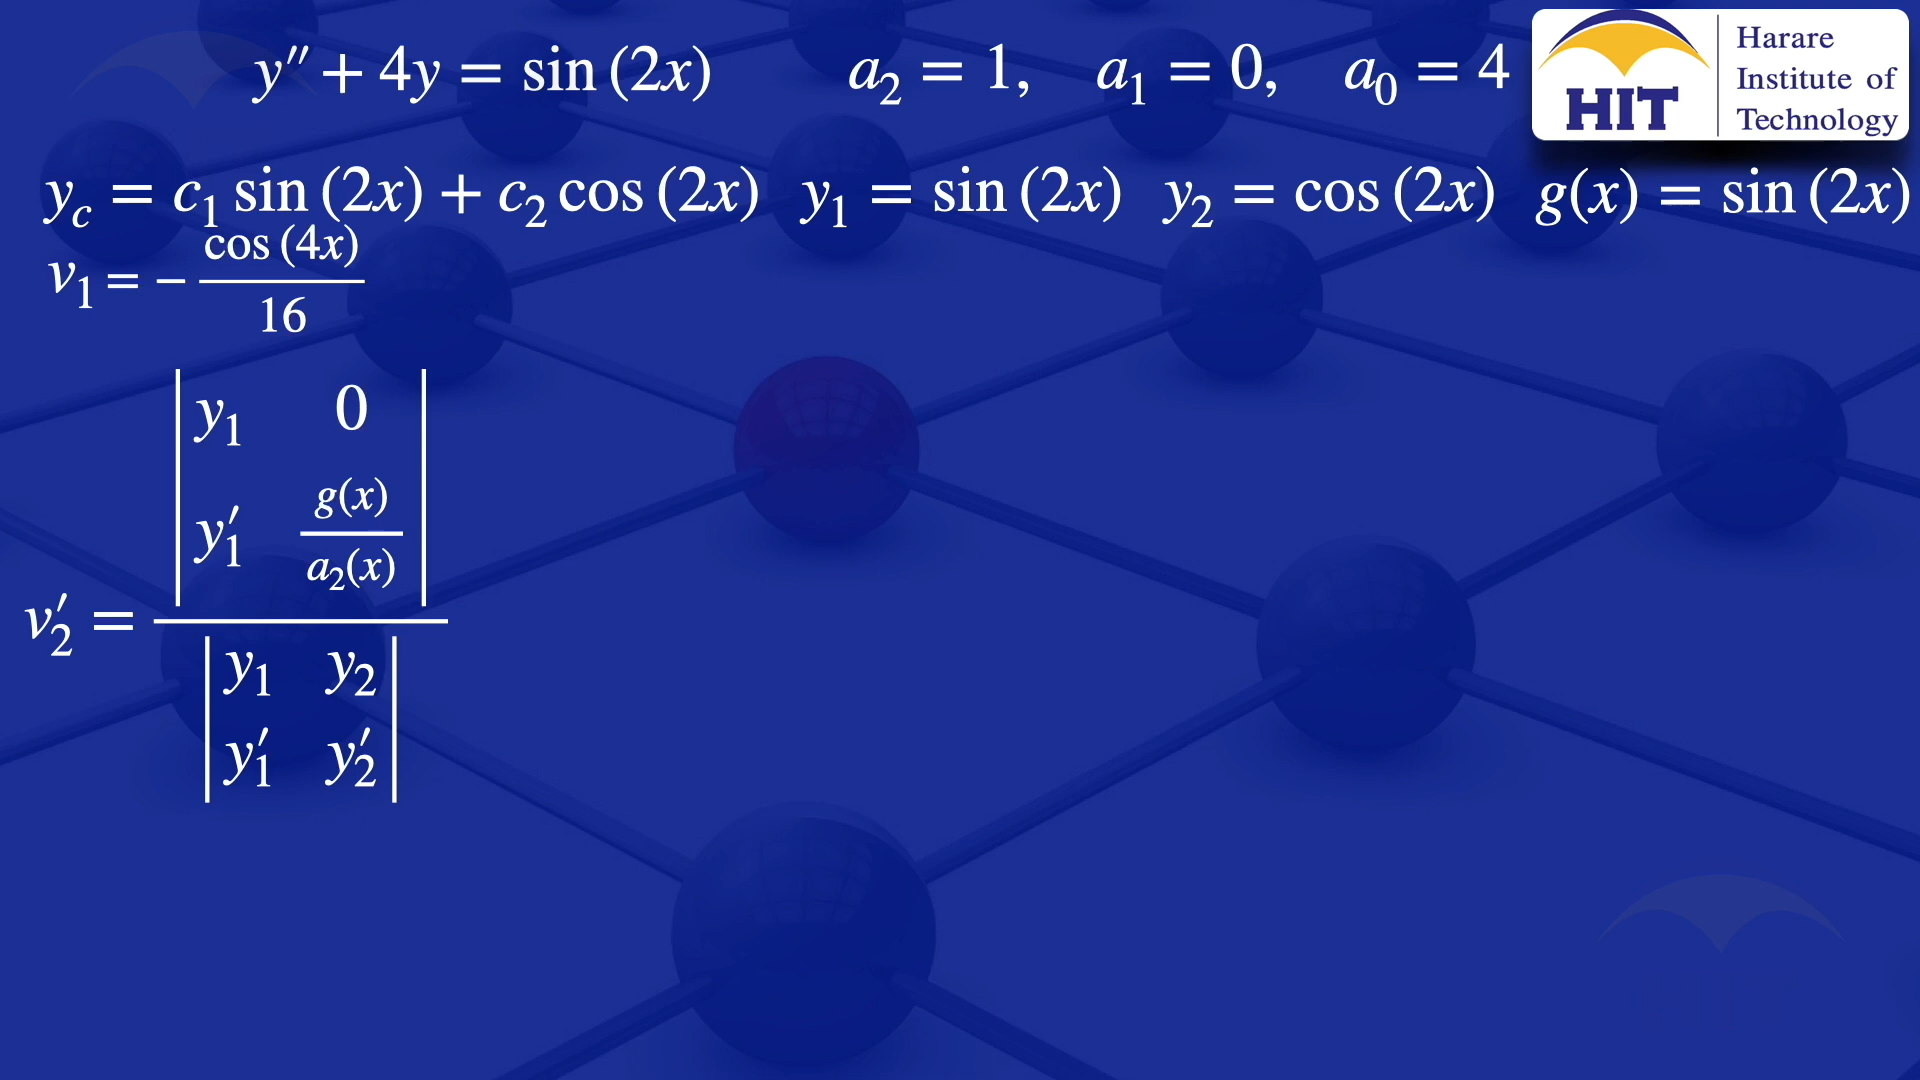 y″ + 4y = sin (2x) a₂ = 1, a₁ = 0, a₀ = 4
HIT
Harare
Institute of
Technology
y_c = c₁ sin (2x) + c₂ cos (2x) y₁ = sin (2x) y₂ = cos (2x) g(x) = sin (2x)
v₁ = − cos (4x) / 16
v₂′ = | y₁ 0 |
| y₁′ g(x) / a₂(x) |
| y₁ y₂ |
| y₁′ y₂′ |